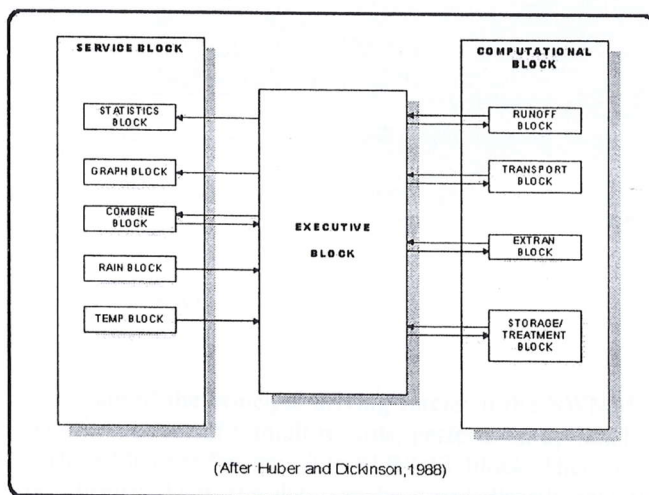 SERVICE BLOCK
STATISTICS
BLOCK
GRAPH BLOCK
COMBINE
BLOCK
RAIN BLOCK
TEMP BLOCK
EXECUTIVE
BLOCK
COMPUTATIONAL
BLOCK
RUNOFF
BLOCK
TRANSPORT
BLOCK
EXTRAN
BLOCK
STORAGE/
TREATMENT
BLOCK
(After Huber and Dickinson,1988)